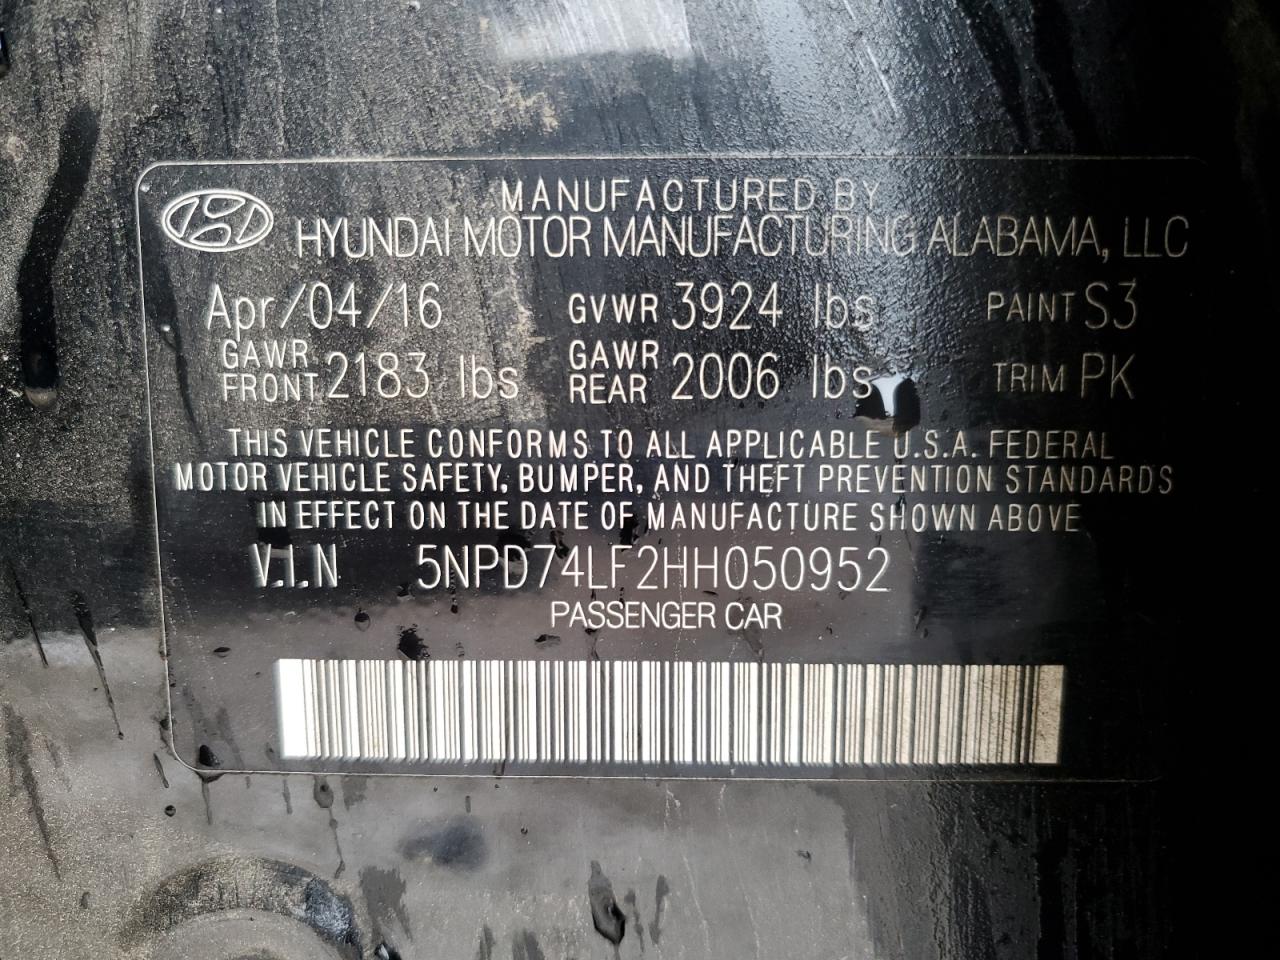 MANUFACTURED BY
HYUNDAI MOTOR MANUFACTURING ALABAMA, LLC
Apr/04/16 GVWR 3924 lbs PAINT S3
GAWR FRONT 2183 lbs GAWR REAR 2006 lbs TRIM PK
THIS VEHICLE CONFORMS TO ALL APPLICABLE U.S.A. FEDERAL
MOTOR VEHICLE SAFETY, BUMPER, AND THEFT PREVENTION STANDARDS
IN EFFECT ON THE DATE OF MANUFACTURE SHOWN ABOVE
V.I.N 5NPD74LF2HH050952
PASSENGER CAR